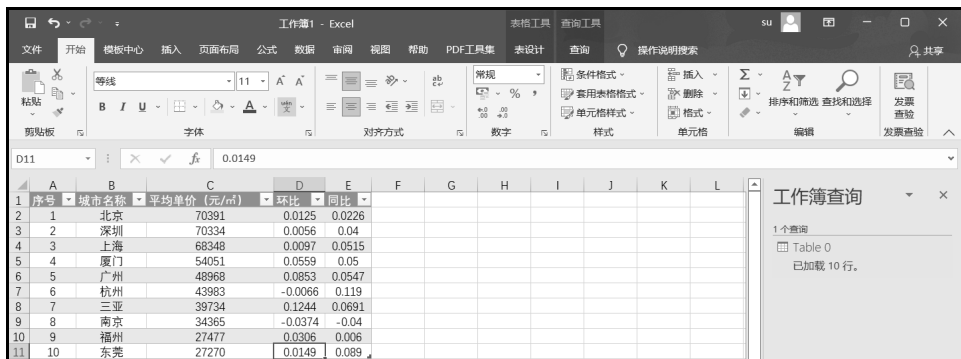 工作簿1 - Excel 表格工具 查询工具 su
文件 开始 模板中心 插入 页面布局 公式 数据 审阅 视图 帮助 PDF工具集 表设计 查询 操作说明搜索 共享
等线 11 A A ab 常规 条件格式 插入 Σ A Z
粘贴 B I U A wén 文 % , 套用表格格式 删除 排序和筛选 查找和选择 发票查验
.00 .0 单元格样式 格式
剪贴板 字体 对齐方式 数字 样式 单元格 编辑 发票查验
D11 fx 0.0149
A B C D E F G H I J K L
1 序号 城市名称 平均单价（元/㎡） 环比 同比
2 1 北京 70391 0.0125 0.0226
3 2 深圳 70334 0.0056 0.04
4 3 上海 68348 0.0097 0.0515
5 4 厦门 54051 0.0559 0.05
6 5 广州 48968 0.0853 0.0547
7 6 杭州 43983 -0.0066 0.119
8 7 三亚 39734 0.1244 0.0691
9 8 南京 34365 -0.0374 -0.04
10 9 福州 27477 0.0306 0.006
11 10 东莞 27270 0.0149 0.089
工作簿查询
1 个查询
Table 0
已加载 10 行。